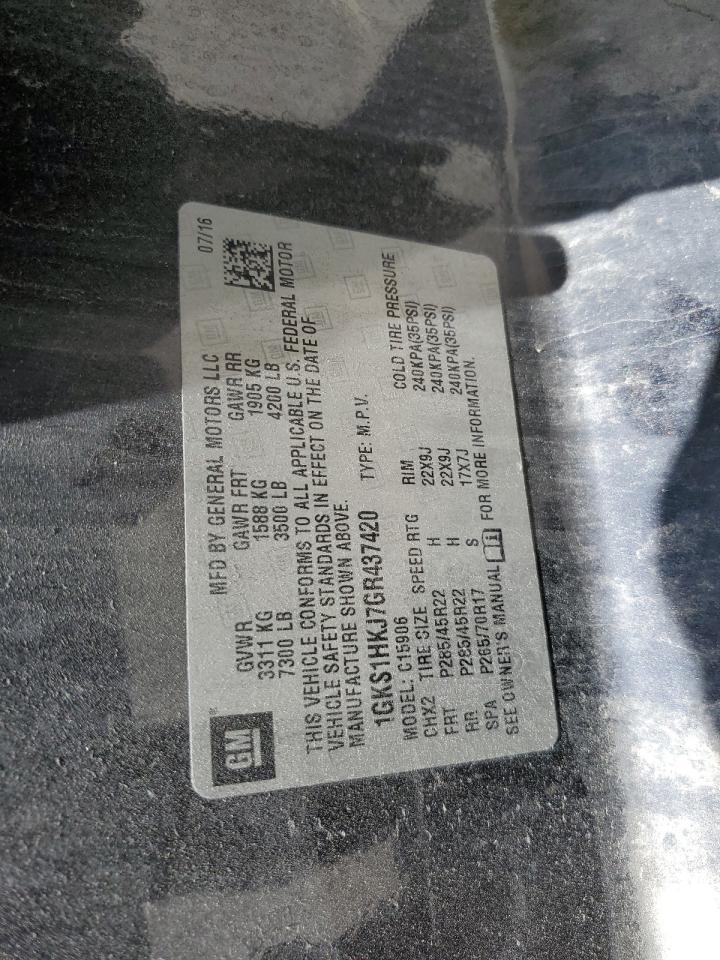 GM
MFD BY GENERAL MOTORS LLC 07/16
GVWR GAWR FRT GAWR RR
3311 KG 1588 KG 1905 KG
7300 LB 3500 LB 4200 LB
THIS VEHICLE CONFORMS TO ALL APPLICABLE U.S. FEDERAL MOTOR
VEHICLE SAFETY STANDARDS IN EFFECT ON THE DATE OF
MANUFACTURE SHOWN ABOVE.
1GKS1HKJ7GR437420 TYPE: M.P.V.
MODEL: C15906
CHX2 TIRE SIZE SPEED RTG RIM COLD TIRE PRESSURE
FRT P285/45R22 H 22X9J 240KPA(35PSI)
RR P285/45R22 H 22X9J 240KPA(35PSI)
SPA P265/70R17 S 17X7J 240KPA(35PSI)
SEE OWNER'S MANUAL FOR MORE INFORMATION.